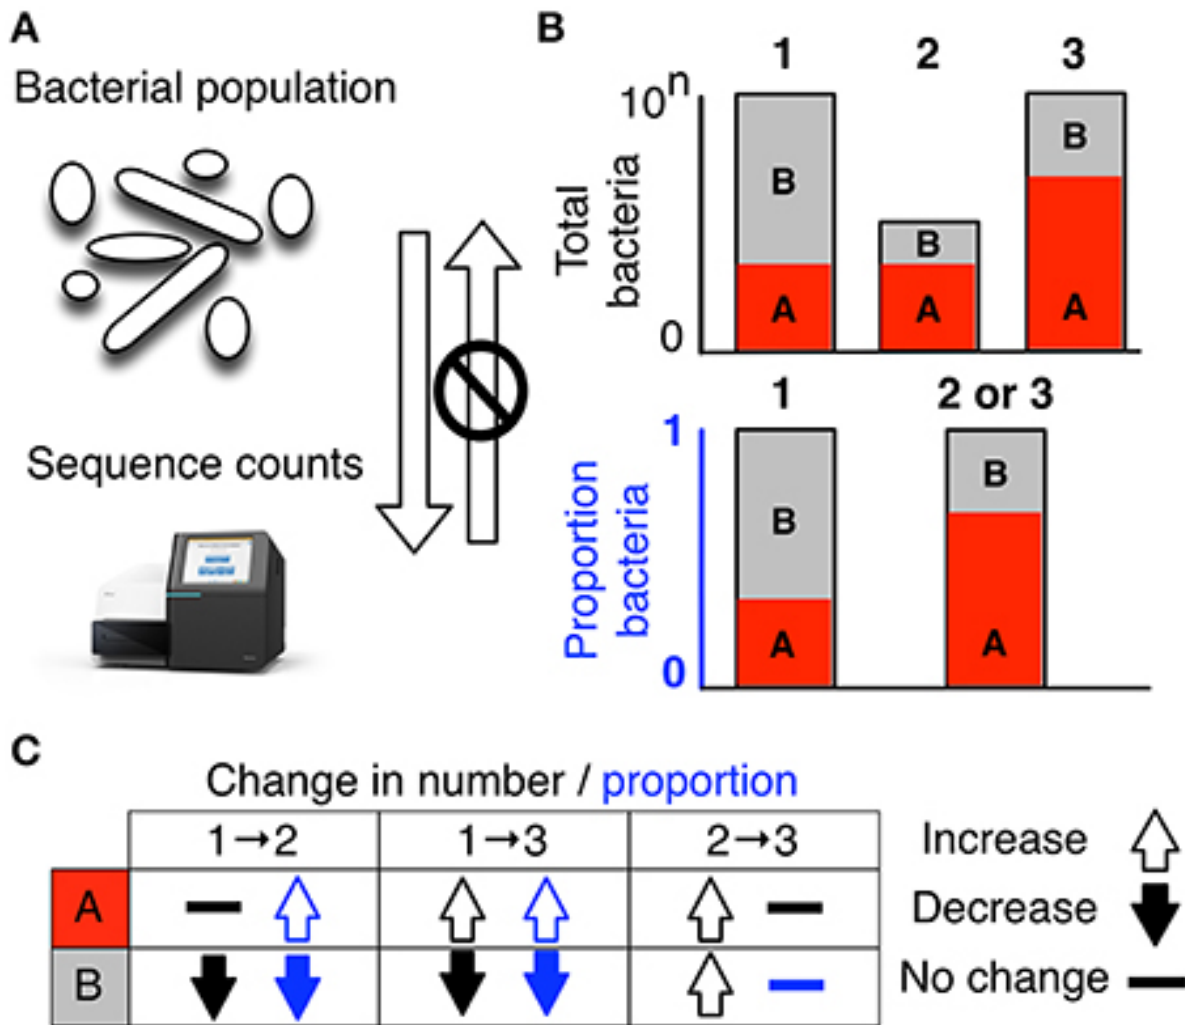 A
Bacterial population
Sequence counts
B
1 2 3
10ⁿ
Total
bacteria
0
B
A
B
A
B
A
1 2 or 3
1
Proportion
bacteria
0
B
A
B
A
C
Change in number / proportion
1→2 1→3 2→3
A
B
Increase
Decrease
No change